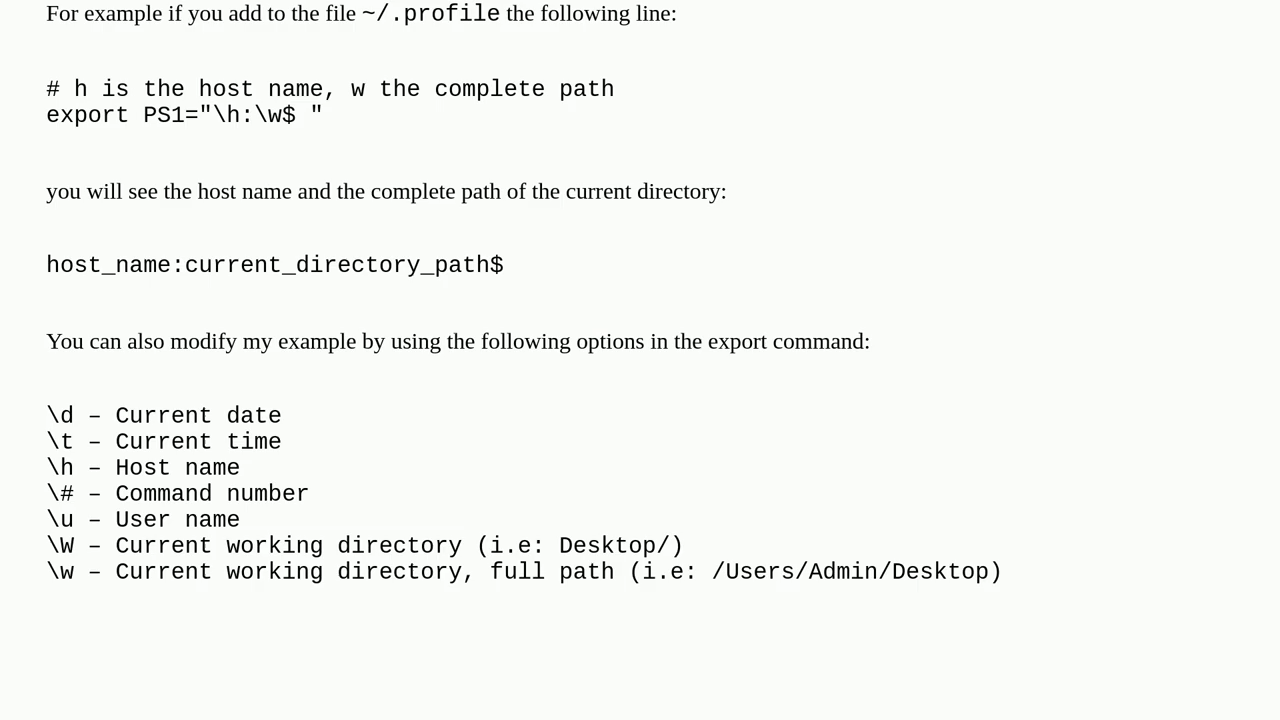 For example if you add to the file ~/.profile the following line:
# h is the host name, w the complete path
export PS1="\h:\w$ "
you will see the host name and the complete path of the current directory:
host_name:current_directory_path$
You can also modify my example by using the following options in the export command:
\d – Current date
\t – Current time
\h – Host name
\# – Command number
\u – User name
\W – Current working directory (i.e: Desktop/)
\w – Current working directory, full path (i.e: /Users/Admin/Desktop)